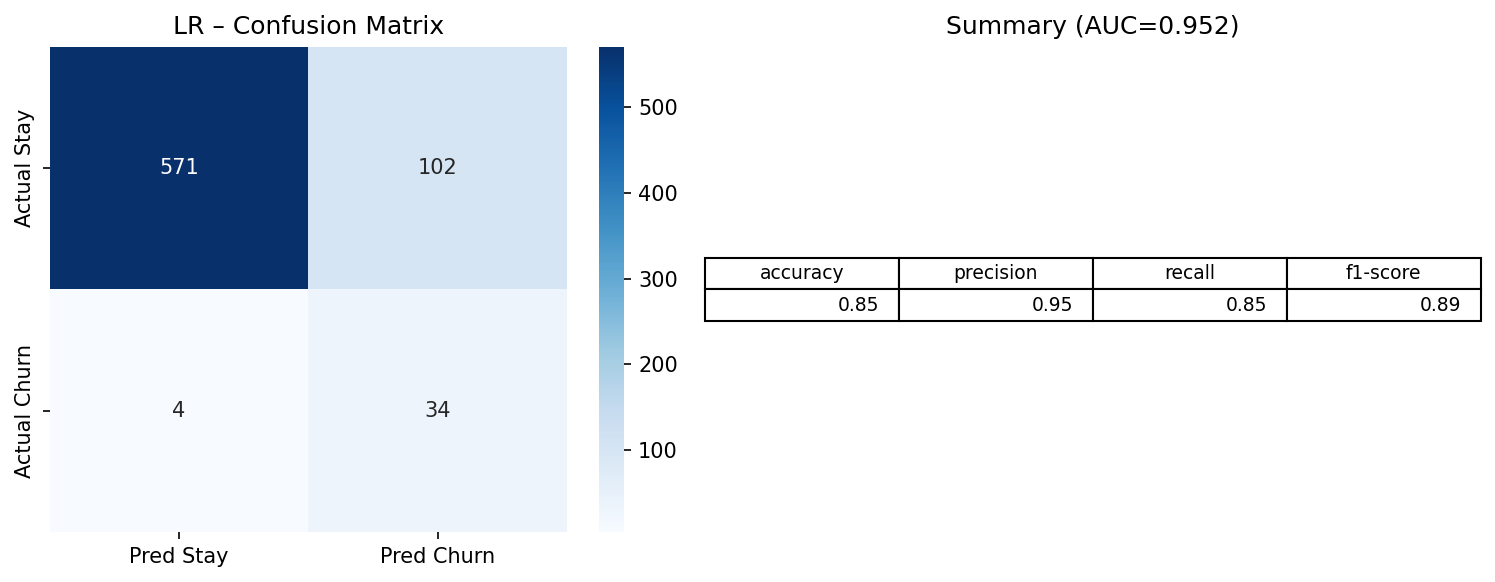 LR – Confusion Matrix
Actual Stay
Actual Churn
571
102
4
34
Pred Stay
Pred Churn
500
400
300
200
100
Summary (AUC=0.952)
accuracy precision recall f1-score
0.85 0.95 0.85 0.89